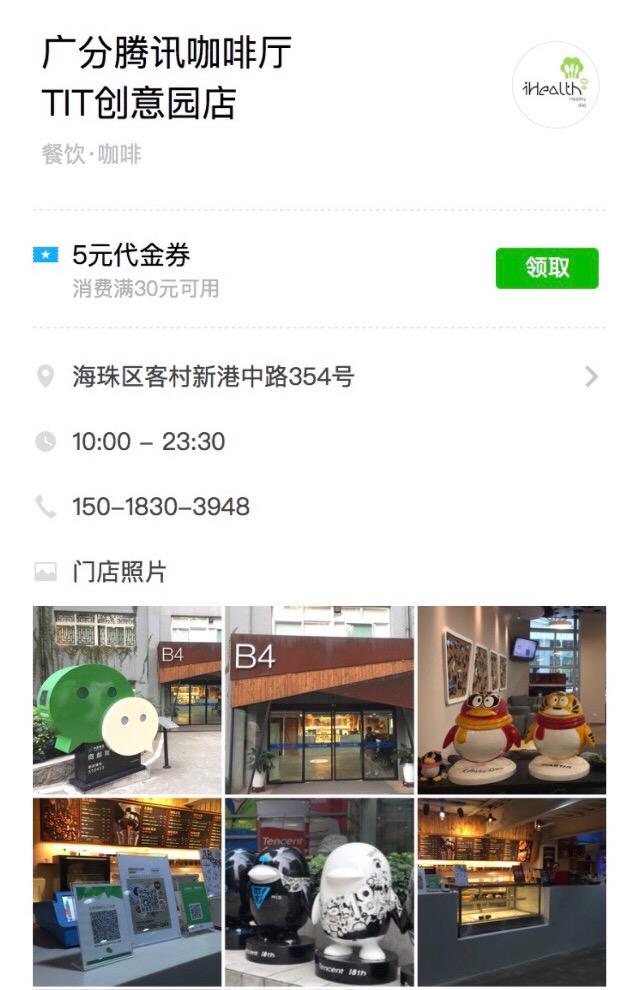 广分腾讯咖啡厅
TIT创意园店
iHealth
Healthy
diet
餐饮·咖啡
5元代金券
领取
消费满30元可用
海珠区客村新港中路354号
10:00 – 23:30
150–1830–3948
门店照片
B4
B4
Tencent
Tencent 18th